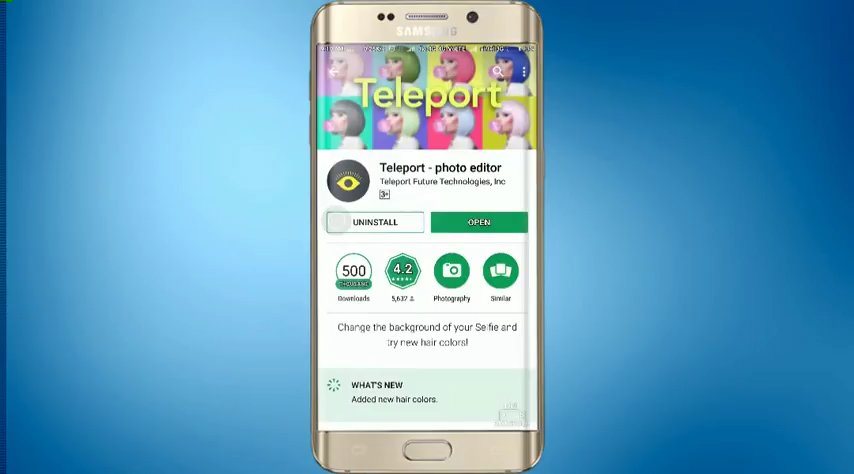 SAMSUNG
Teleport
Teleport - photo editor
Teleport Future Technologies, Inc
3+
UNINSTALL
OPEN
500
THOUSAND
4.2
Downloads
5,637
Photography
Similar
Change the background of your Selfie and
try new hair colors!
WHAT'S NEW
Added new hair colors.